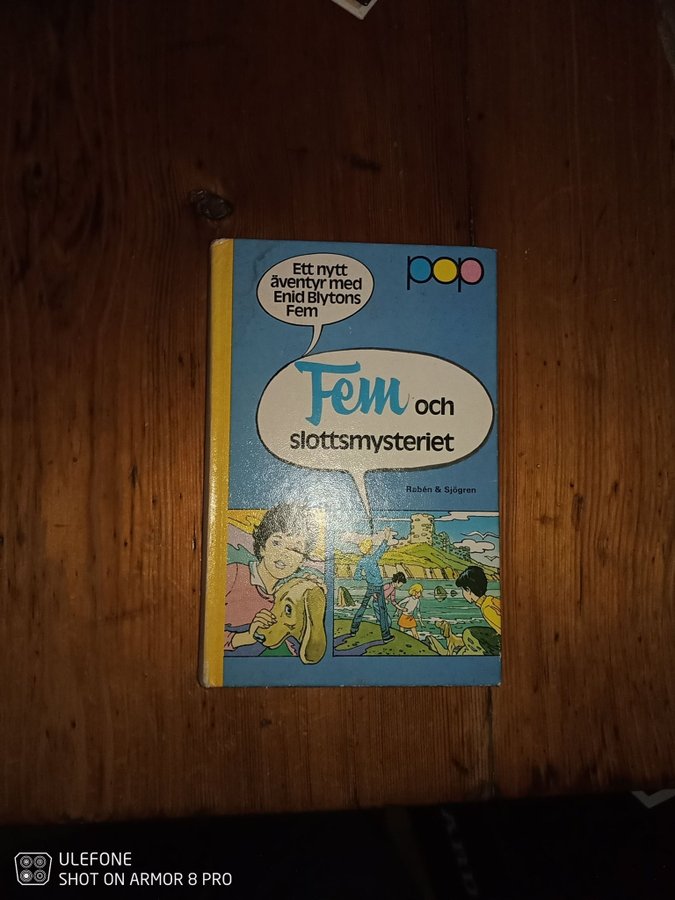 pop
Ett nytt
äventyr med
Enid Blytons
Fem
Fem och
slottsmysteriet
Rabén & Sjögren
ULEFONE
SHOT ON ARMOR 8 PRO